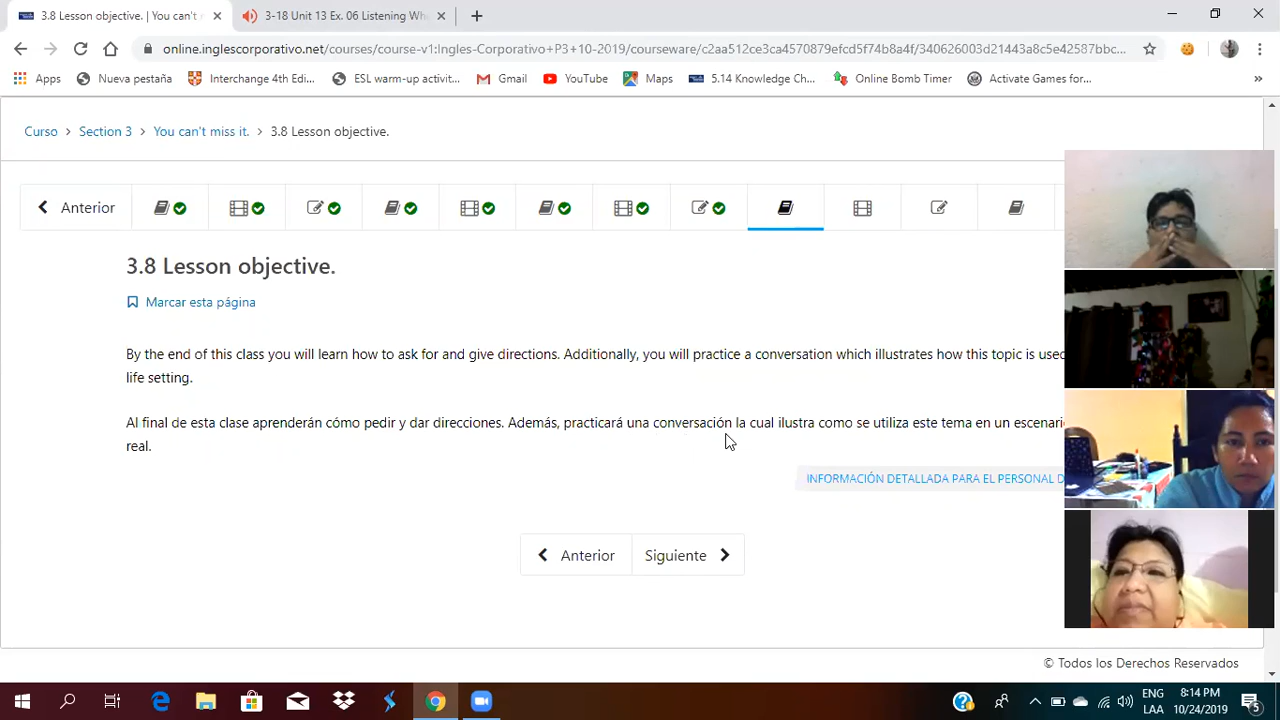 3.8 Lesson objective. | You can't m
3-18 Unit 13 Ex. 06 Listening Wh
online.inglescorporativo.net/courses/course-v1:Ingles-Corporativo+P3+10-2019/courseware/c2aa512ce3ca4570879efcd5f74b8a4f/340626003d21443a8c5e42587bbc...
Apps Nueva pestaña Interchange 4th Edi... ESL warm-up activit... Gmail YouTube Maps 5.14 Knowledge Ch... Online Bomb Timer Activate Games for... »
Curso > Section 3 > You can't miss it. > 3.8 Lesson objective.
Anterior
3.8 Lesson objective.
Marcar esta página
By the end of this class you will learn how to ask for and give directions. Additionally, you will practice a conversation which illustrates how this topic is used
life setting.
Al final de esta clase aprenderán cómo pedir y dar direcciones. Además, practicará una conversación la cual ilustra como se utiliza este tema en un escenari
real.
INFORMACIÓN DETALLADA PARA EL PERSONAL D
Anterior Siguiente
© Todos los Derechos Reservados
ENG 8:14 PM
LAA 10/24/2019 5